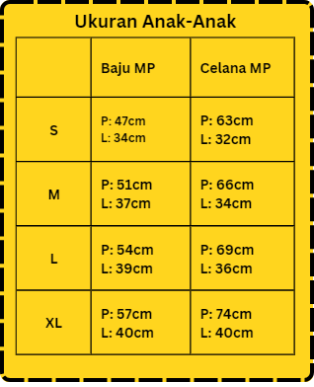 Ukuran Anak-Anak
Baju MP Celana MP
S
P: 47cm
L: 34cm
P: 63cm
L: 32cm
M
P: 51cm
L: 37cm
P: 66cm
L: 34cm
L
P: 54cm
L: 39cm
P: 69cm
L: 36cm
XL
P: 57cm
L: 40cm
P: 74cm
L: 40cm